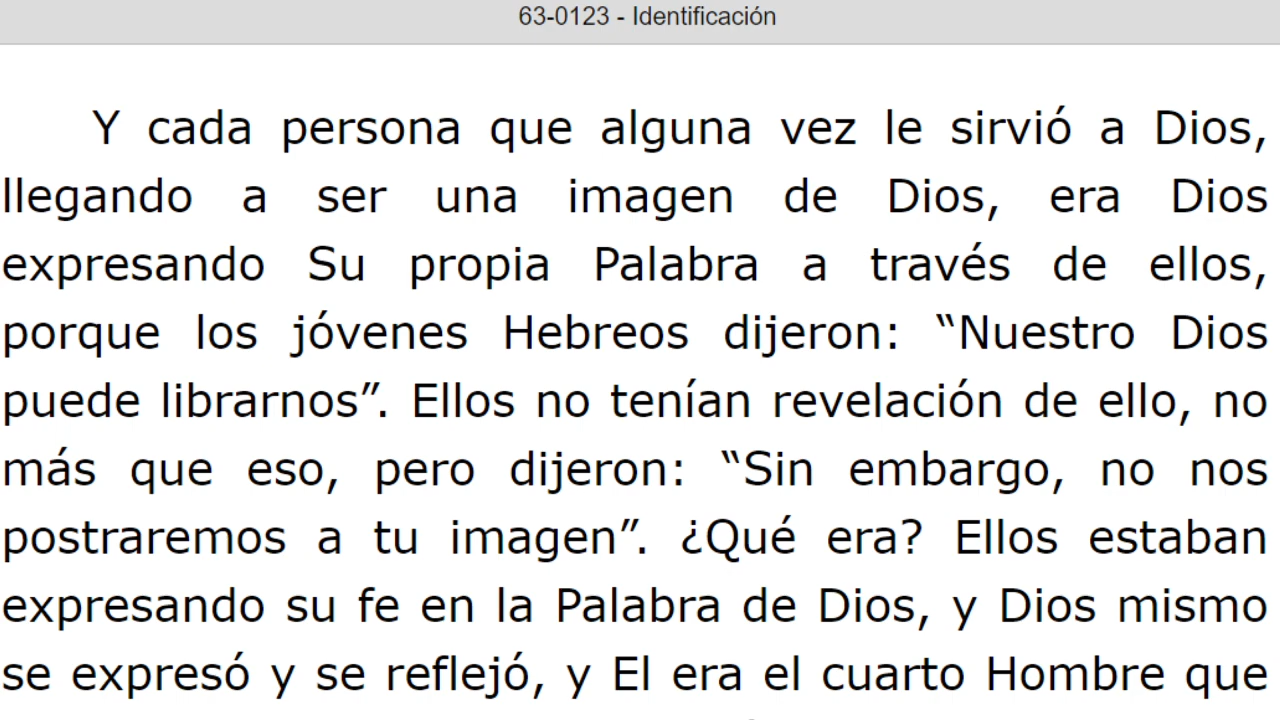 63-0123 - Identificación
Y cada persona que alguna vez le sirvió a Dios,
llegando a ser una imagen de Dios, era Dios
expresando Su propia Palabra a través de ellos,
porque los jóvenes Hebreos dijeron: “Nuestro Dios
puede librarnos”. Ellos no tenían revelación de ello, no
más que eso, pero dijeron: “Sin embargo, no nos
postraremos a tu imagen”. ¿Qué era? Ellos estaban
expresando su fe en la Palabra de Dios, y Dios mismo
se expresó y se reflejó, y El era el cuarto Hombre que